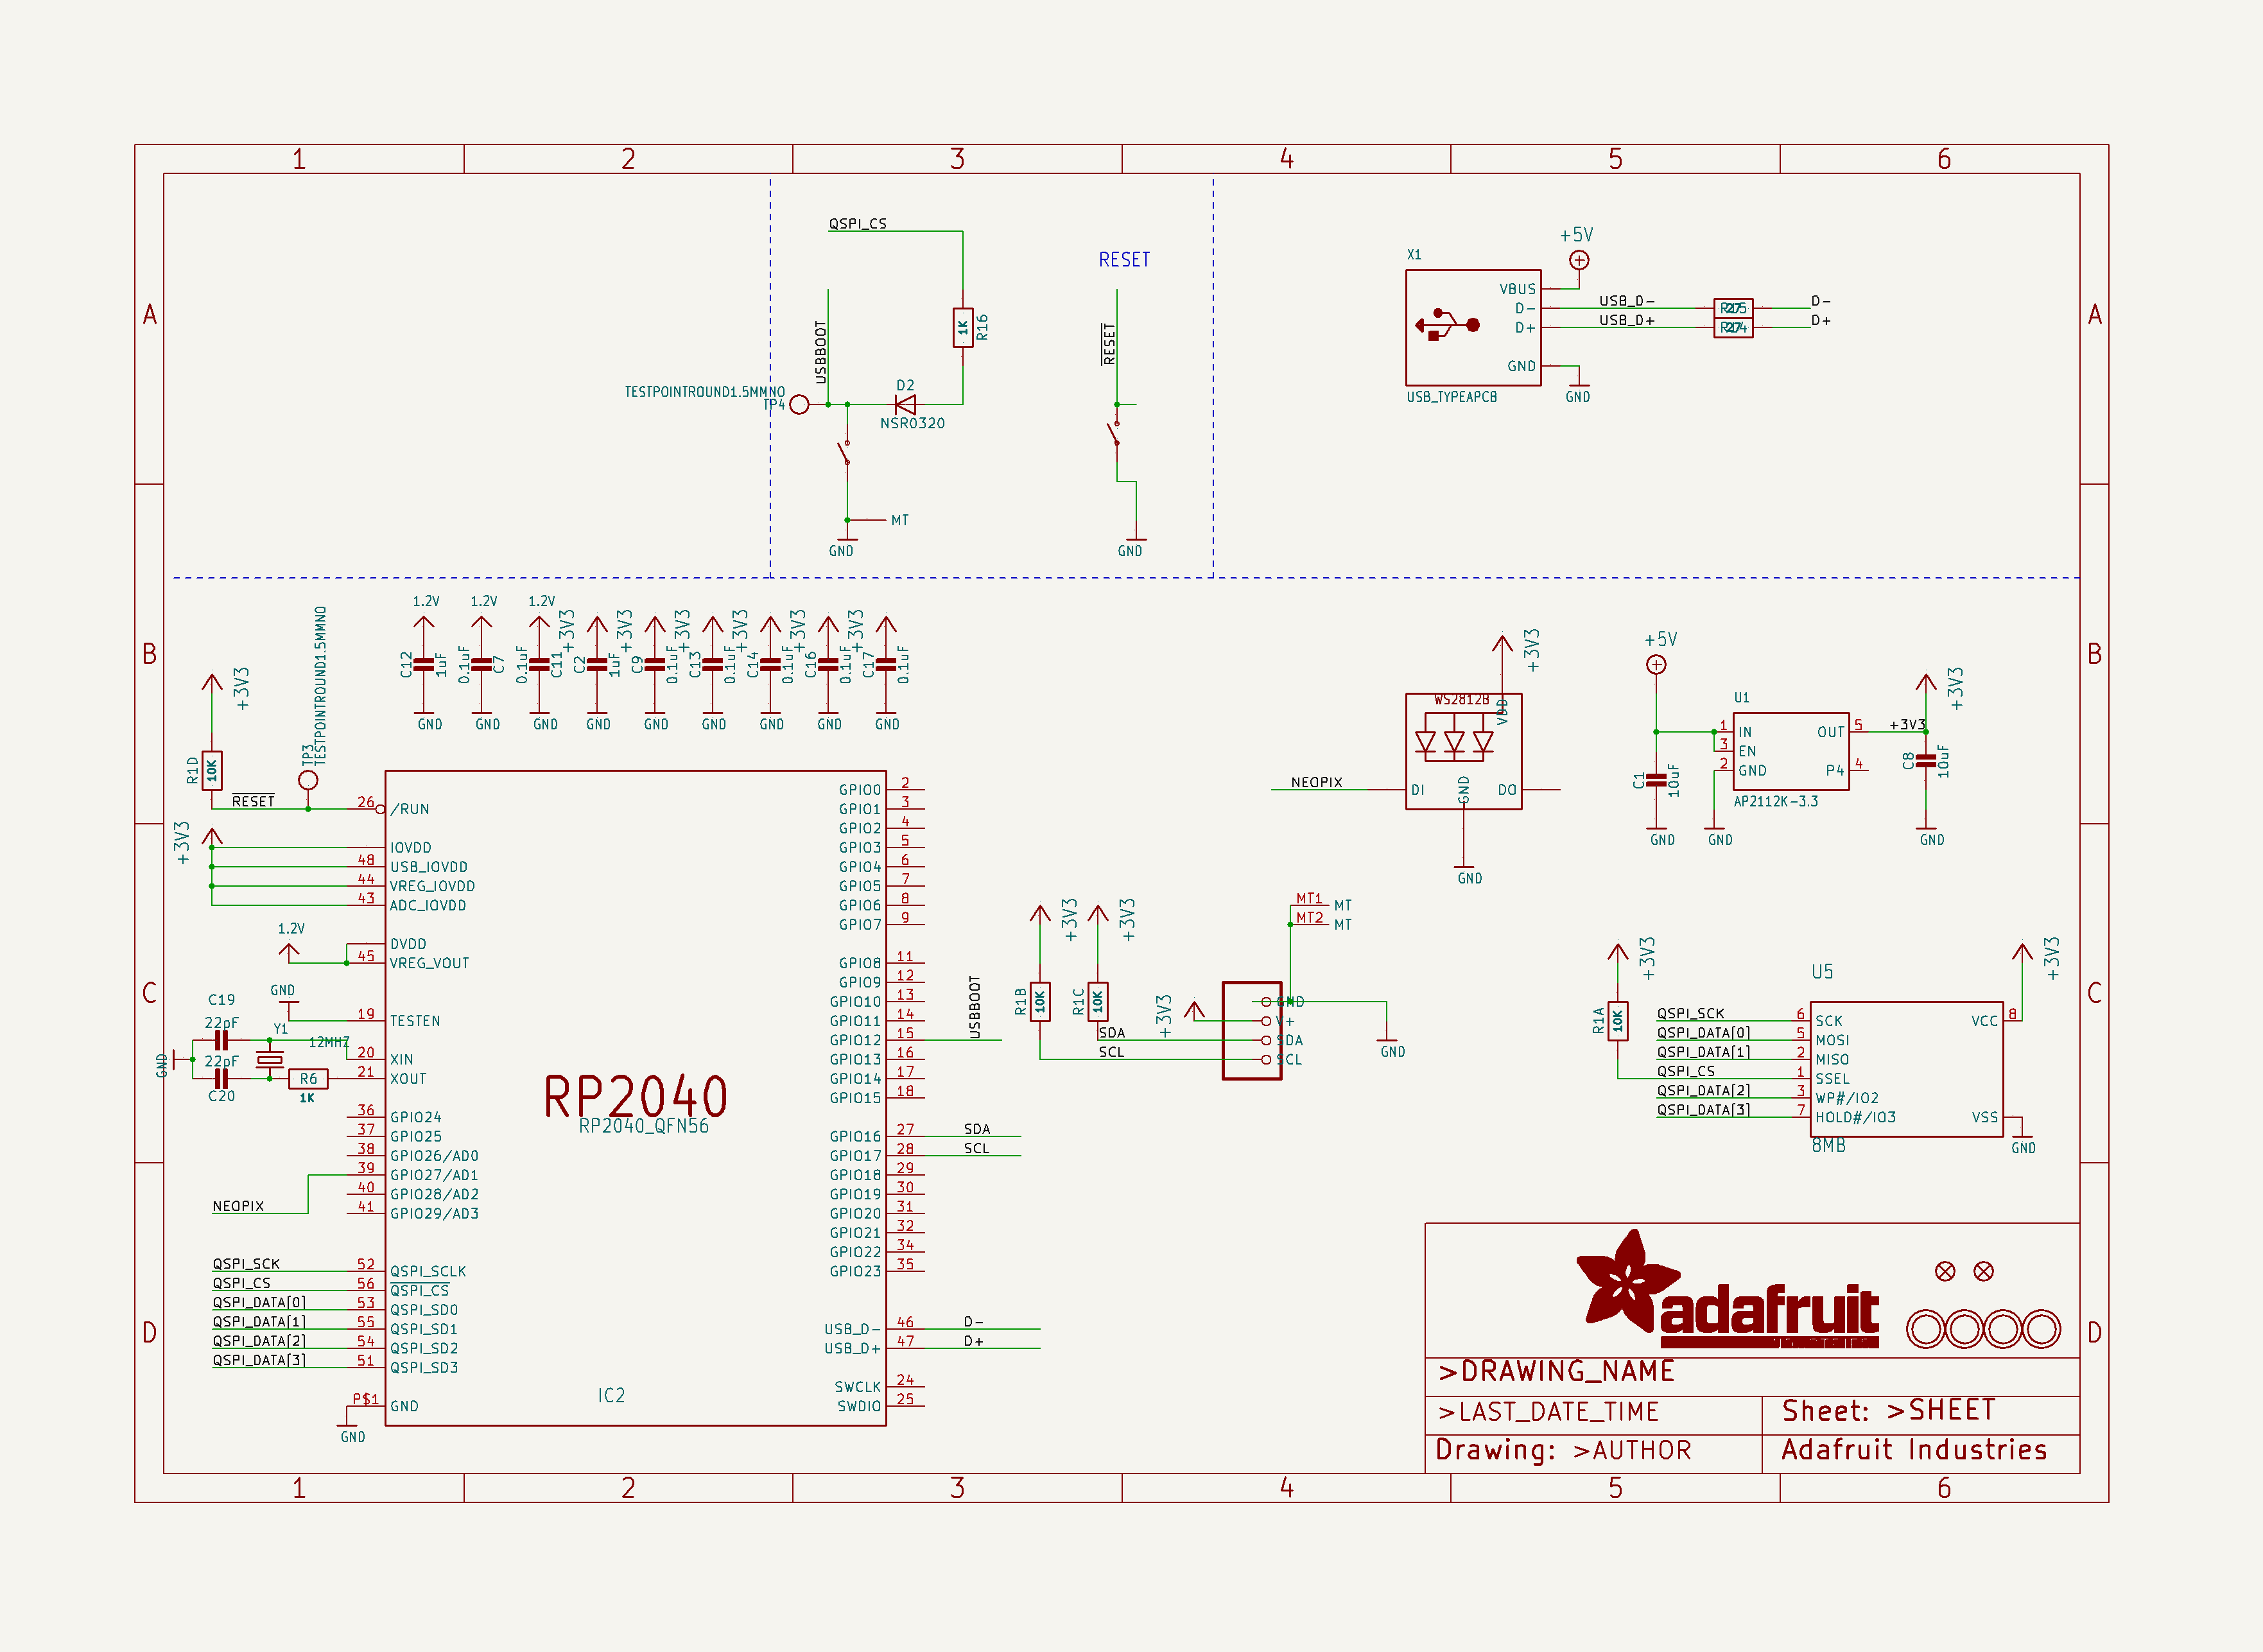 1 2 3 4 5 6
A
B
C
D
QSPI_CS
RESET
USBBOOT
1K
R16
TESTPOINTROUND1.5MMNO
TP4
D2
NSR0320
MT
GND
RESET
GND
X1
+5V
VBUS
D-
D+
GND
USB_TYPEAPCB
USB_D-
USB_D+
27
27
D-
D+
GND
1.2V
C12
1uF
GND
1.2V
0.1uF
C7
GND
1.2V
0.1uF
C11
GND
+3V3
C2
1uF
GND
+3V3
C9
0.1uF
GND
+3V3
C13
0.1uF
GND
+3V3
C14
0.1uF
GND
+3V3
C16
0.1uF
GND
+3V3
C17
0.1uF
GND
+3V3
R1D
10K
RESET
TP3
TESTPOINTROUND1.5MMNO
+3V3
1.2V
GND
C19
22pF
22pF
C20
GND
Y1
12MHZ
R6
1K
NEOPIX
26 /RUN
IOVDD
48 USB_IOVDD
44 VREG_IOVDD
43 ADC_IOVDD
DVDD
45 VREG_VOUT
19 TESTEN
20 XIN
21 XOUT
36 GPIO24
37 GPIO25
38 GPIO26/AD0
39 GPIO27/AD1
40 GPIO28/AD2
41 GPIO29/AD3
QSPI_SCK 52 QSPI_SCLK
QSPI_CS 56 QSPI_CS
QSPI_DATA[0] 53 QSPI_SD0
QSPI_DATA[1] 55 QSPI_SD1
QSPI_DATA[2] 54 QSPI_SD2
QSPI_DATA[3] 51 QSPI_SD3
P$1 GND
GND
RP2040
RP2040_QFN56
IC2
GPIO0 2
GPIO1 3
GPIO2 4
GPIO3 5
GPIO4 6
GPIO5 7
GPIO6 8
GPIO7 9
GPIO8 11
GPIO9 12
GPIO10 13
GPIO11 14
GPIO12 15
GPIO13 16
GPIO14 17
GPIO15 18
GPIO16 27 SDA
GPIO17 28 SCL
GPIO18 29
GPIO19 30
GPIO20 31
GPIO21 32
GPIO22 34
GPIO23 35
USB_D- 46 D-
USB_D+ 47 D+
SWCLK 24
SWDIO 25
USBBOOT
+3V3
R1B
10K
+3V3
R1C
10K
SDA
SCL
+3V3
MT1 MT
MT2 MT
GND
V+
SDA
SCL
GND
+3V3
WS2812B
VDD
NEOPIX
DI
GND
DO
GND
+5V
C1
10uF
GND
U1
1 IN
3 EN
2 GND
OUT 5
P4 4
AP2112K-3.3
GND
+3V3
+3V3
C8
10uF
GND
+3V3
R1A
10K
U5
QSPI_SCK 6 SCK
QSPI_DATA[0] 5 MOSI
QSPI_DATA[1] 2 MISO
QSPI_CS 1 SSEL
QSPI_DATA[2] 3 WP#/IO2
QSPI_DATA[3] 7 HOLD#/IO3
VCC 8
VSS
8MB
+3V3
GND
adafruit
>DRAWING_NAME
>LAST_DATE_TIME
Sheet: >SHEET
Drawing: >AUTHOR
Adafruit Industries
A
B
C
D
1 2 3 4 5 6